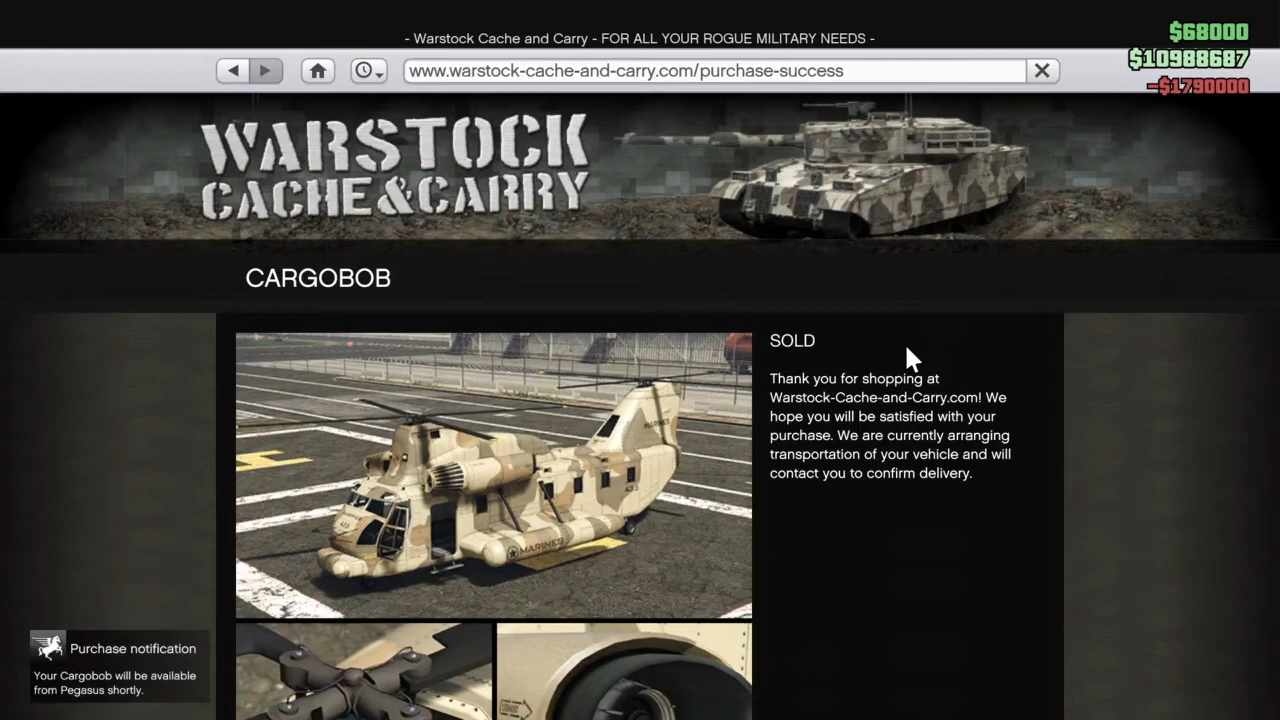 - Warstock Cache and Carry - FOR ALL YOUR ROGUE MILITARY NEEDS -
$68000
$10988687
-$1790000
www.warstock-cache-and-carry.com/purchase-success
WARSTOCK
CACHE&CARRY
CARGOBOB
SOLD
Thank you for shopping at
Warstock-Cache-and-Carry.com! We
hope you will be satisfied with your
purchase. We are currently arranging
transportation of your vehicle and will
contact you to confirm delivery.
MARINES
MARINES
Purchase notification
Your Cargobob will be available
from Pegasus shortly.